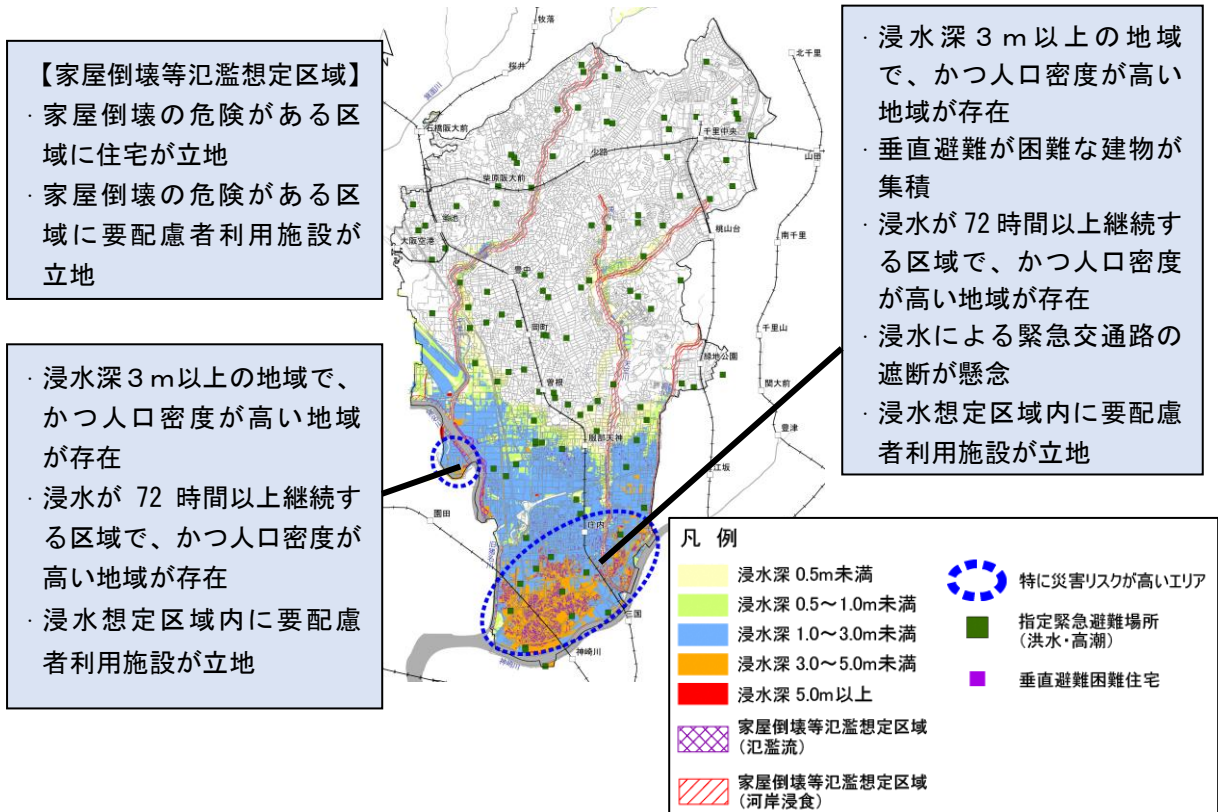 【家屋倒壊等氾濫想定区域】
· 家屋倒壊の危険がある区
域に住宅が立地
· 家屋倒壊の危険がある区
域に要配慮者利用施設が
立地
· 浸水深３ｍ以上の地域で、
かつ人口密度が高い地域
が存在
· 浸水が 72 時間以上継続す
る区域で、かつ人口密度が
高い地域が存在
· 浸水想定区域内に要配慮
者利用施設が立地
牧落
桜井
箕面川
石橋阪大前
北千里
千里中央
少路
山田
柴原阪大前
蛍池
大阪空港
桃山台
南千里
豊中
岡町
千里山
緑地公園
曽根
関大前
服部天神
豊津
江坂
園田
庄内
三国
神崎川
神崎川
· 浸水深３ｍ以上の地域
で、かつ人口密度が高い
地域が存在
· 垂直避難が困難な建物が
集積
· 浸水が 72 時間以上継続す
る区域で、かつ人口密度
が高い地域が存在
· 浸水による緊急交通路の
遮断が懸念
· 浸水想定区域内に要配慮
者利用施設が立地
凡 例
浸水深 0.5m未満
浸水深 0.5～1.0m未満
浸水深 1.0～3.0m未満
浸水深 3.0～5.0m未満
浸水深 5.0m以上
家屋倒壊等氾濫想定区域
(氾濫流)
家屋倒壊等氾濫想定区域
(河岸浸食)
特に災害リスクが高いエリア
指定緊急避難場所
(洪水・高潮)
垂直避難困難住宅